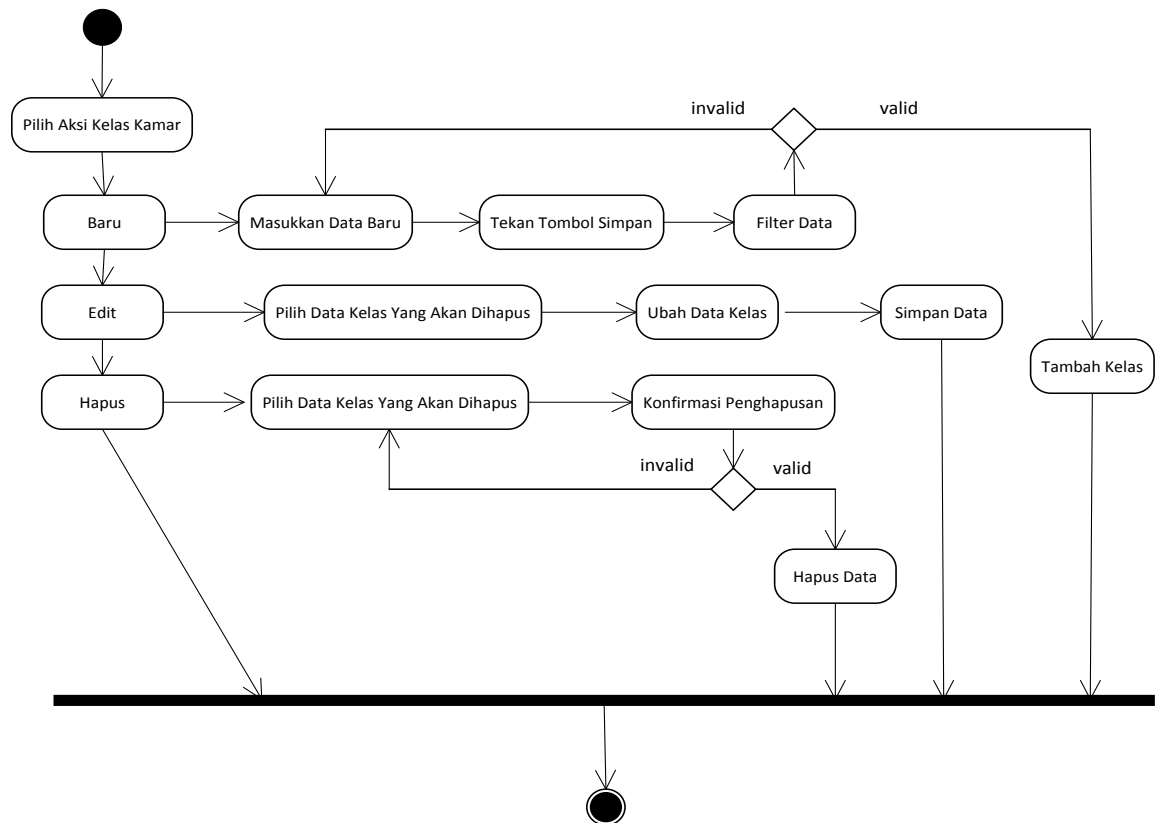 invalid
valid
Pilih Aksi Kelas Kamar
Baru
Masukkan Data Baru
Tekan Tombol Simpan
Filter Data
Edit
Pilih Data Kelas Yang Akan Dihapus
Ubah Data Kelas
Simpan Data
Tambah Kelas
Hapus
Pilih Data Kelas Yang Akan Dihapus
Konfirmasi Penghapusan
invalid
valid
Hapus Data